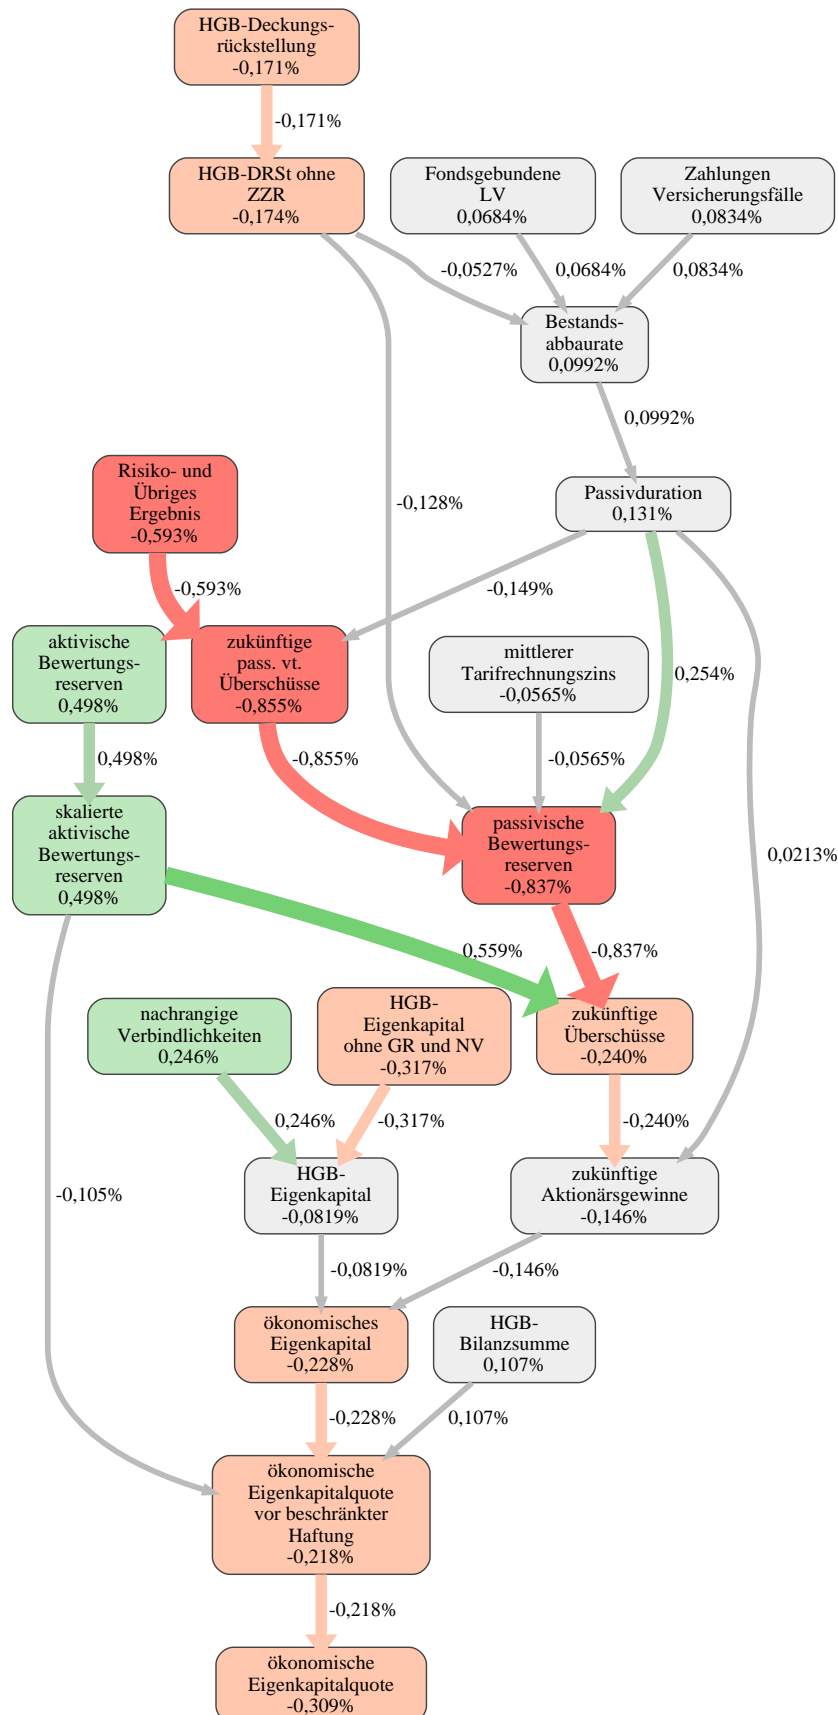 HGB-Deckungs-
rückstellung
-0,171%
-0,171%
HGB-DRSt ohne
ZZR
-0,174%
Fondsgebundene
LV
0,0684%
Zahlungen
Versicherungsfälle
0,0834%
-0,0527%
0,0684%
0,0834%
Bestands-
abbaurate
0,0992%
0,0992%
Risiko- und
Übriges
Ergebnis
-0,593%
-0,128%
Passivduration
0,131%
-0,593%
-0,149%
aktivische
Bewertungs-
reserven
0,498%
zukünftige
pass. vt.
Überschüsse
-0,855%
mittlerer
Tarifrechnungszins
-0,0565%
0,254%
0,498%
-0,855%
-0,0565%
skalierte
aktivische
Bewertungs-
reserven
0,498%
passivische
Bewertungs-
reserven
-0,837%
0,0213%
0,559%
-0,837%
nachrangige
Verbindlichkeiten
0,246%
HGB-
Eigenkapital
ohne GR und NV
-0,317%
zukünftige
Überschüsse
-0,240%
0,246%
-0,317%
-0,240%
-0,105%
HGB-
Eigenkapital
-0,0819%
zukünftige
Aktionärsgewinne
-0,146%
-0,0819%
-0,146%
ökonomisches
Eigenkapital
-0,228%
HGB-
Bilanzsumme
0,107%
-0,228%
0,107%
ökonomische
Eigenkapitalquote
vor beschränkter
Haftung
-0,218%
-0,218%
ökonomische
Eigenkapitalquote
-0,309%